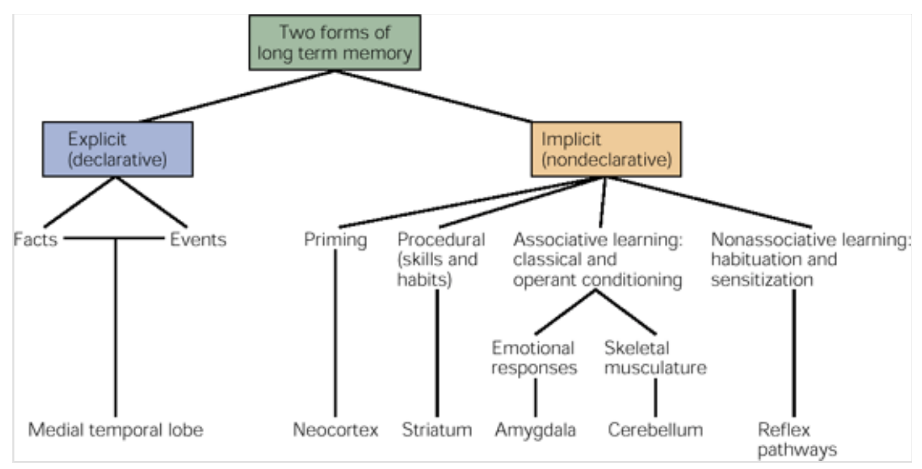 Two forms of
long term memory
Explicit
(declarative)
Implicit
(nondeclarative)
Facts
Events
Priming
Procedural
(skills and
habits)
Associative learning:
classical and
operant conditioning
Nonassociative learning:
habituation and
sensitization
Emotional
responses
Skeletal
musculature
Medial temporal lobe
Neocortex
Striatum
Amygdala
Cerebellum
Reflex
pathways